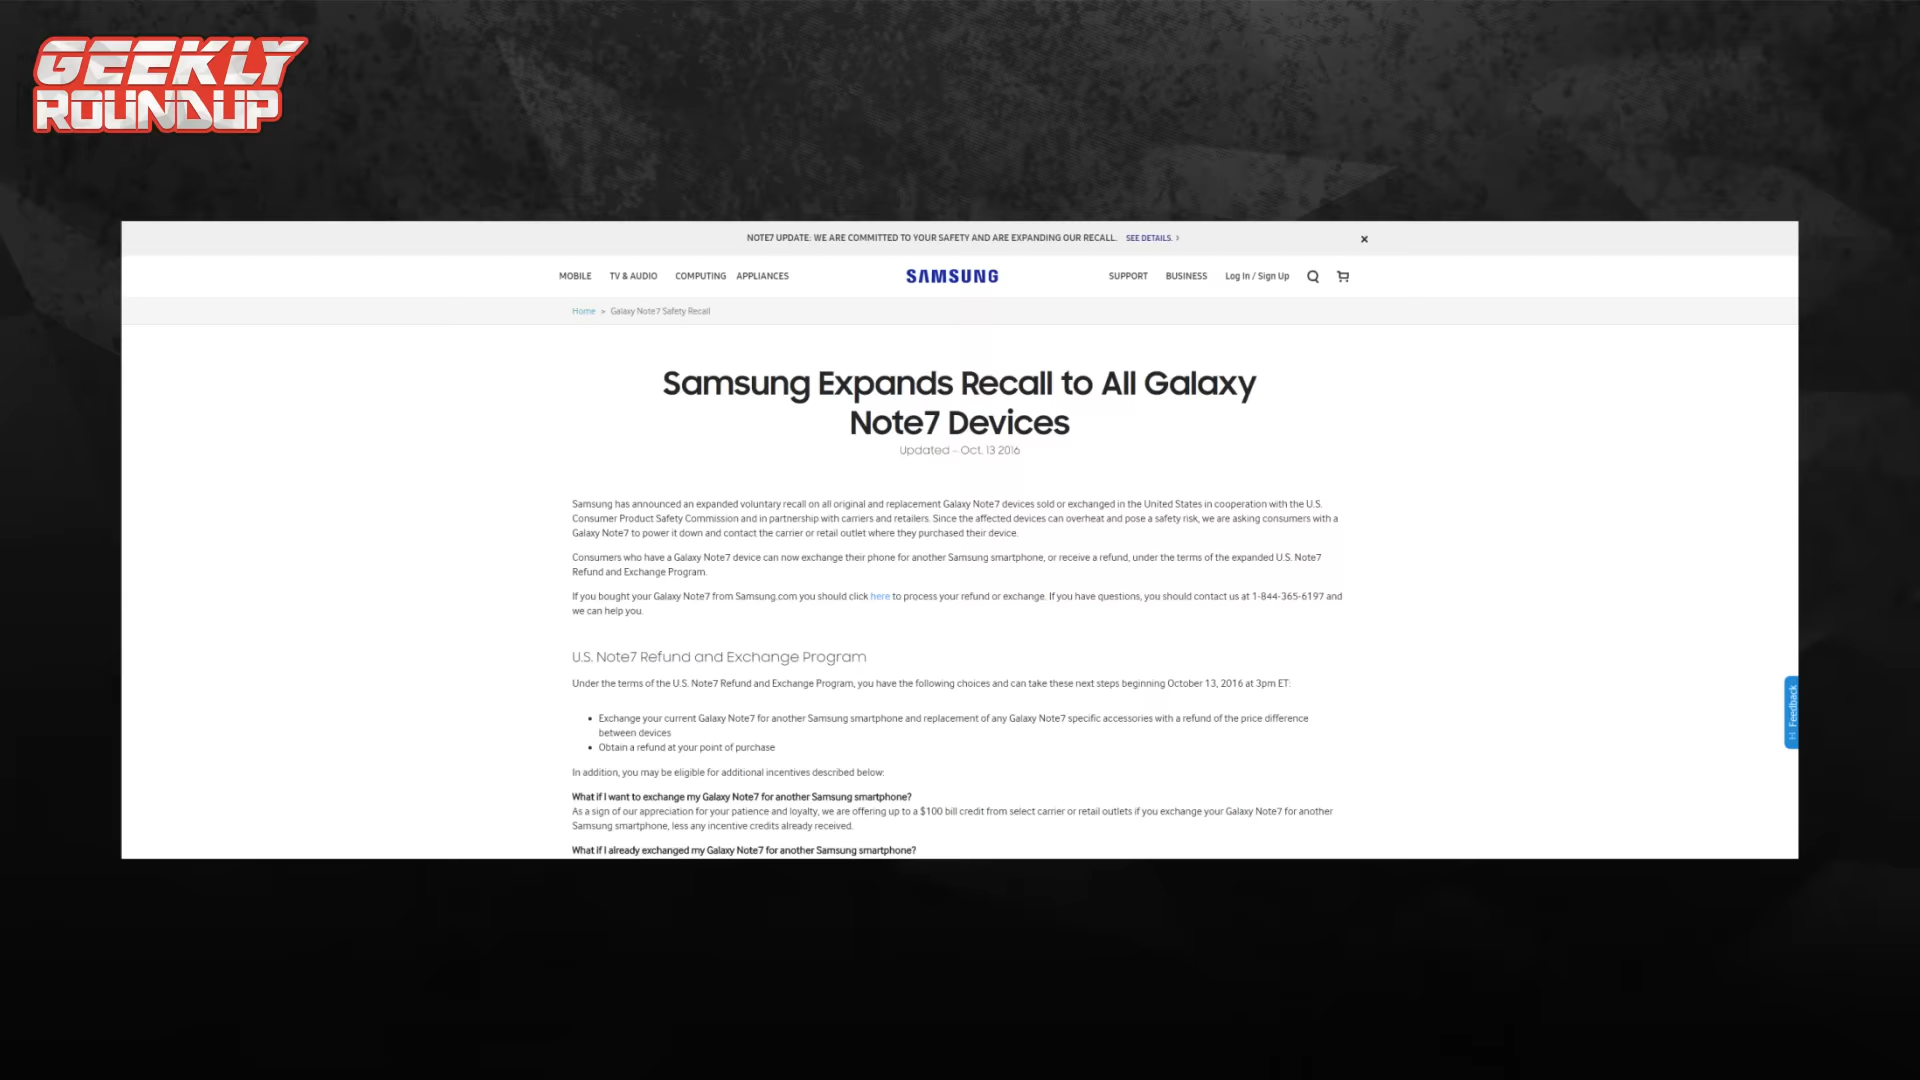 GEEKLY
ROUNDUP
NOTE7 UPDATE: WE ARE COMMITTED TO YOUR SAFETY AND ARE EXPANDING OUR RECALL. SEE DETAILS. >
MOBILE TV & AUDIO COMPUTING APPLIANCES SAMSUNG SUPPORT BUSINESS Log In / Sign Up
Home > Galaxy Note7 Safety Recall
Samsung Expands Recall to All Galaxy
Note7 Devices
Updated – Oct. 13 2016
Samsung has announced an expanded voluntary recall on all original and replacement Galaxy Note7 devices sold or exchanged in the United States in cooperation with the U.S.
Consumer Product Safety Commission and in partnership with carriers and retailers. Since the affected devices can overheat and pose a safety risk, we are asking consumers with a
Galaxy Note7 to power it down and contact the carrier or retail outlet where they purchased their device.
Consumers who have a Galaxy Note7 device can now exchange their phone for another Samsung smartphone, or receive a refund, under the terms of the expanded U.S. Note7
Refund and Exchange Program.
If you bought your Galaxy Note7 from Samsung.com you should click here to process your refund or exchange. If you have questions, you should contact us at 1-844-365-6197 and
we can help you.
U.S. Note7 Refund and Exchange Program
Under the terms of the U.S. Note7 Refund and Exchange Program, you have the following choices and can take these next steps beginning October 13, 2016 at 3pm ET:
• Exchange your current Galaxy Note7 for another Samsung smartphone and replacement of any Galaxy Note7 specific accessories with a refund of the price difference
between devices
• Obtain a refund at your point of purchase
Feedback
In addition, you may be eligible for additional incentives described below:
What if I want to exchange my Galaxy Note7 for another Samsung smartphone?
As a sign of our appreciation for your patience and loyalty, we are offering up to a $100 bill credit from select carrier or retail outlets if you exchange your Galaxy Note7 for another
Samsung smartphone, less any incentive credits already received.
What if I already exchanged my Galaxy Note7 for another Samsung smartphone?